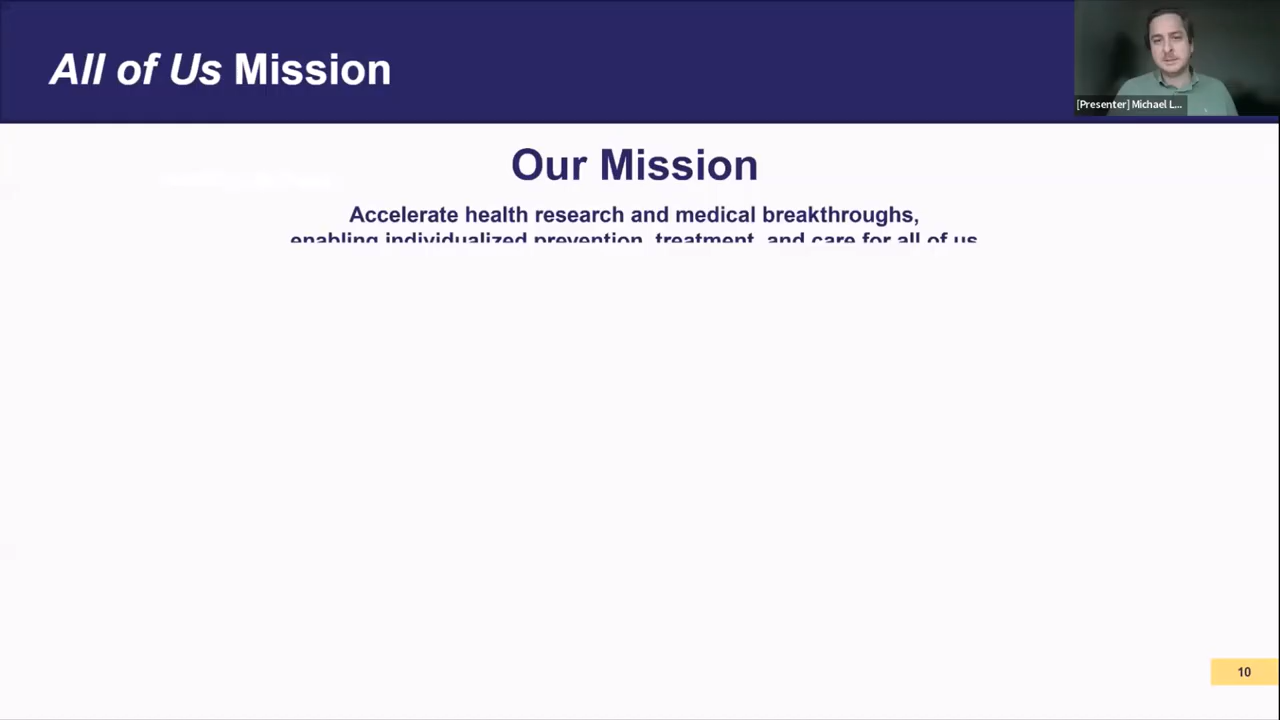 All of Us Mission
[Presenter] Michael L...
Our Mission
Accelerate health research and medical breakthroughs,
enabling individualized prevention, treatment, and care for all of us
10